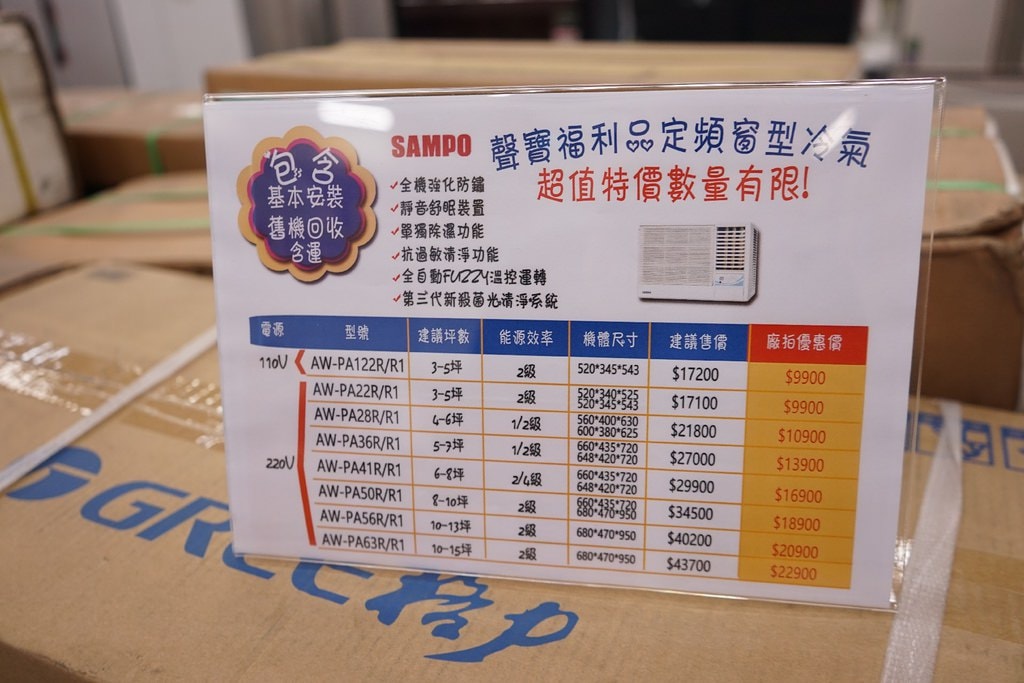 包含
基本安裝
舊機回收
含運
SAMPO 聲寶福利品定頻窗型冷氣
超值特價數量有限!
✓全機強化防鏽
✓靜音舒眠裝置
✓單獨除濕功能
✓抗過敏清淨功能
✓全自動FUZZY溫控運轉
✓第三代新殺菌光清淨系統
電源 型號 建議坪數 能源效率 機體尺寸 建議售價 廠拍優惠價
110V AW-PA122R/R1 3-5坪 2級 520*345*543 $17200 $9900
AW-PA22R/R1 3-5坪 2級 520*340*525 520*345*543 $17100 $9900
AW-PA28R/R1 4-6坪 1/2級 560*400*630 600*380*625 $21800 $10900
AW-PA36R/R1 5-7坪 1/2級 660*435*720 648*420*720 $27000 $13900
220V AW-PA41R/R1 6-8坪 2/4級 660*435*720 648*420*720 $29900 $16900
AW-PA50R/R1 8-10坪 2級 660*435*720 680*470*950 $34500 $18900
AW-PA56R/R1 10-13坪 2級 680*470*950 $40200 $20900
AW-PA63R/R1 10-15坪 2級 680*470*950 $43700 $22900
GREE格力